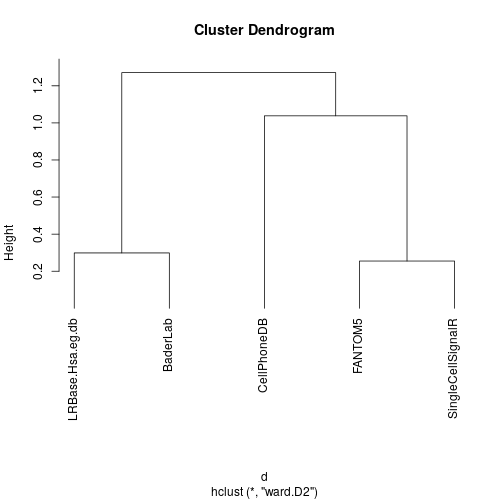 Cluster Dendrogram
Height
0.2
0.4
0.6
0.8
1.0
1.2
LRBase.Hsa.eg.db
BaderLab
CellPhoneDB
FANTOM5
SingleCellSignalR
d
hclust (*, "ward.D2")